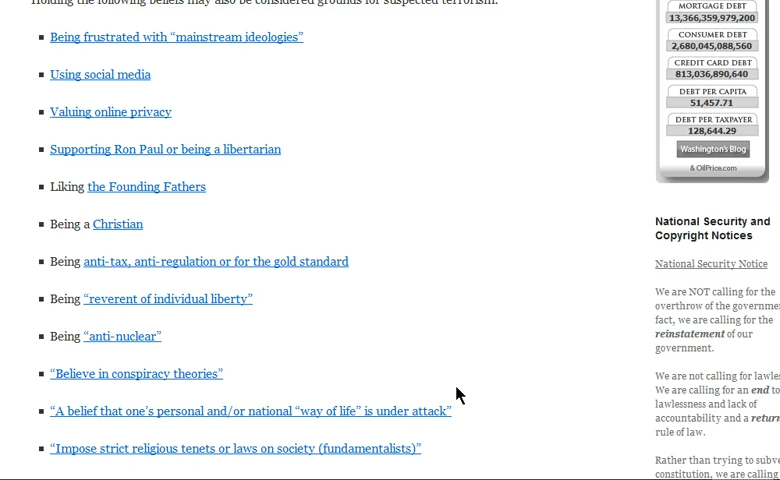 Holding the following beliefs may also be considered grounds for suspected terrorism:
Being frustrated with “mainstream ideologies”
Using social media
Valuing online privacy
Supporting Ron Paul or being a libertarian
Liking the Founding Fathers
Being a Christian
Being anti-tax, anti-regulation or for the gold standard
Being “reverent of individual liberty”
Being “anti-nuclear”
“Believe in conspiracy theories”
“A belief that one’s personal and/or national “way of life” is under attack”
“Impose strict religious tenets or laws on society (fundamentalists)”
MORTGAGE DEBT
13,366,359,979,200
CONSUMER DEBT
2,680,045,088,560
CREDIT CARD DEBT
813,036,890,640
DEBT PER CAPITA
51,457.71
DEBT PER TAXPAYER
128,644.29
Washington's Blog
& OilPrice.com
National Security and
Copyright Notices
National Security Notice
We are NOT calling for the
overthrow of the governme
fact, we are calling for the
reinstatement of our
government.
We are not calling for lawle
We are calling for an end to
lawlessness and lack of
accountability and a return
rule of law.
Rather than trying to subve
constitution, we are calling